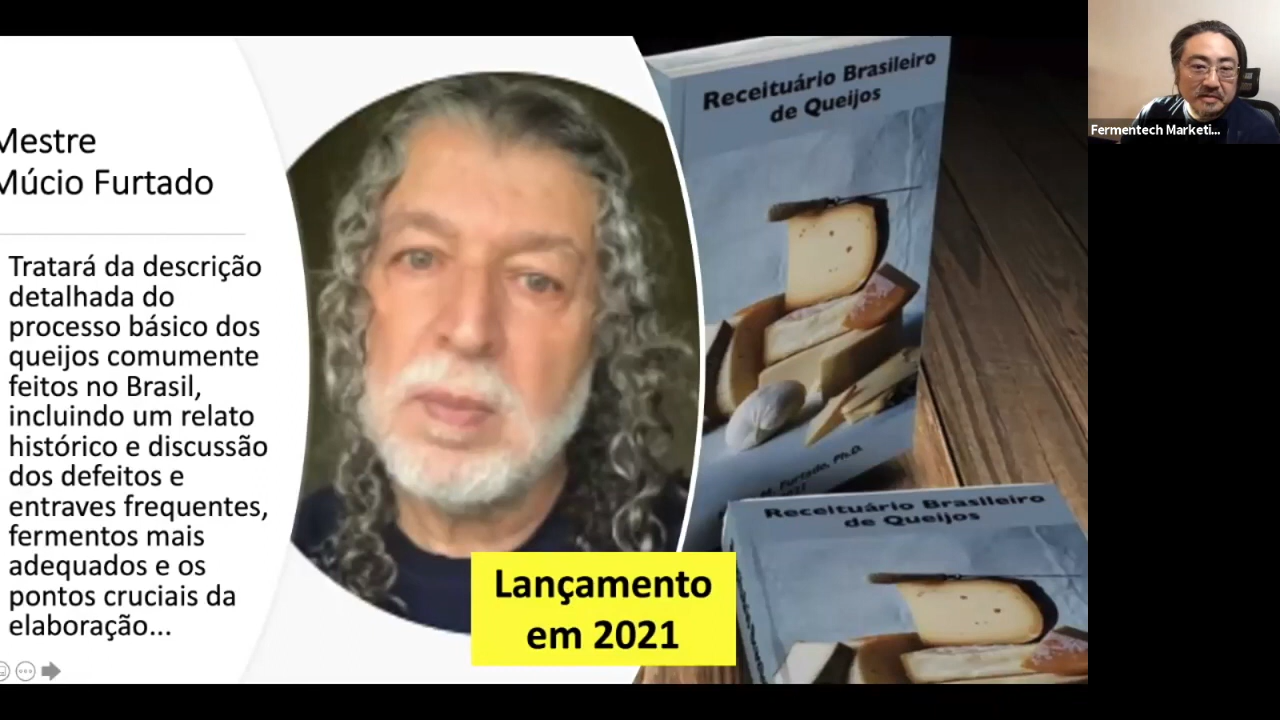 Mestre
Múcio Furtado
Tratará da descrição
detalhada do
processo básico dos
queijos comumente
feitos no Brasil,
incluindo um relato
histórico e discussão
dos defeitos e
entraves frequentes,
fermentos mais
adequados e os
pontos cruciais da
elaboração...
Lançamento
em 2021
Receituário Brasileiro
de Queijos
M. Furtado, Ph.D.
Receituário Brasileiro
de Queijos
Fermentech Marketi...